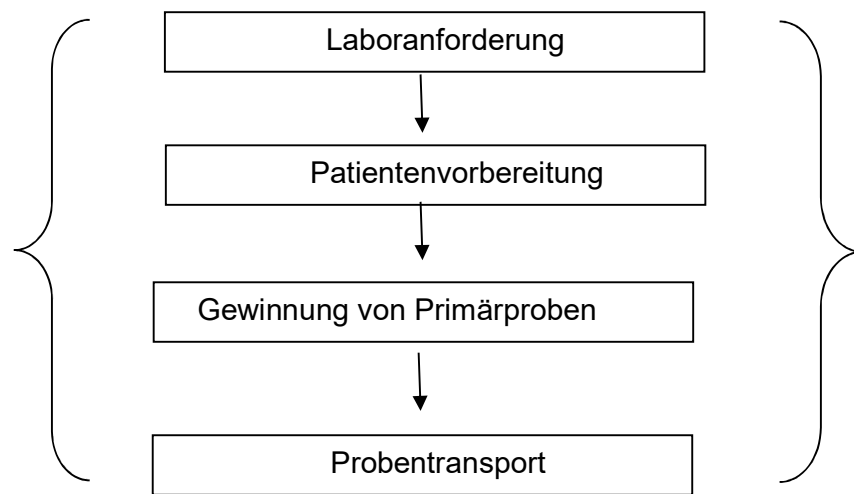 Laboranforderung
Patientenvorbereitung
Gewinnung von Primärproben
Probentransport